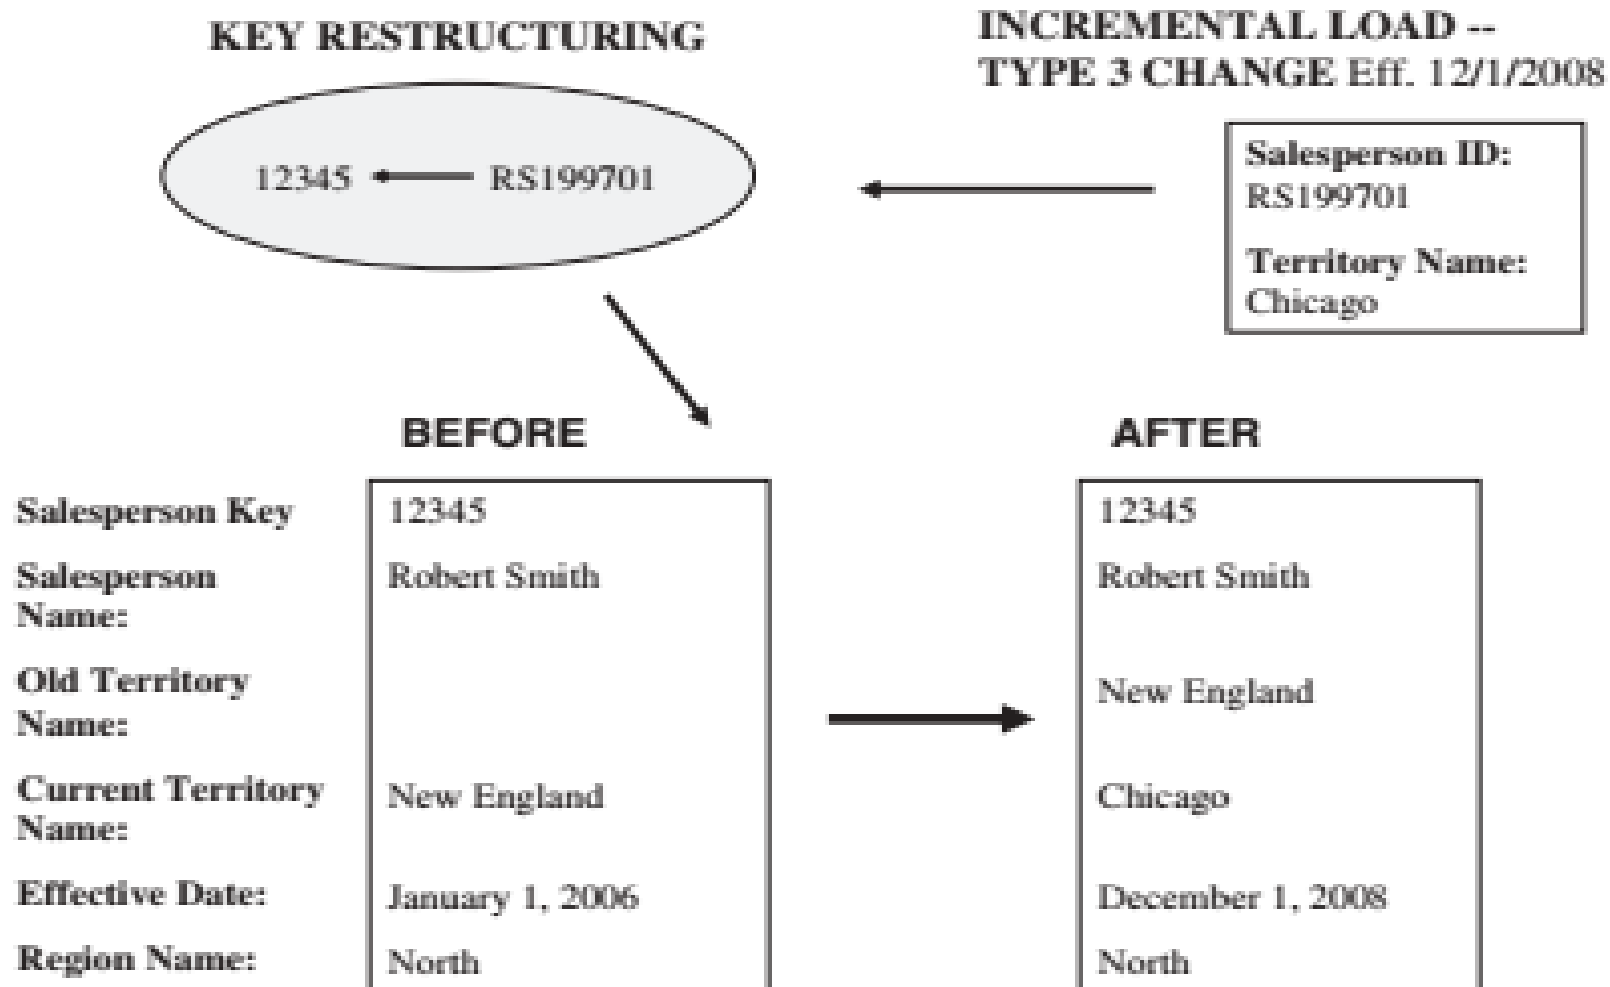 KEY RESTRUCTURING
INCREMENTAL LOAD --
TYPE 3 CHANGE Eff. 12/1/2008
12345
RS199701
Salesperson ID:
RS199701
Territory Name:
Chicago
BEFORE
AFTER
Salesperson Key
12345
12345
Salesperson
Name:
Robert Smith
Robert Smith
Old Territory
Name:
New England
Current Territory
Name:
New England
Chicago
Effective Date:
January 1, 2006
December 1, 2008
Region Name:
North
North